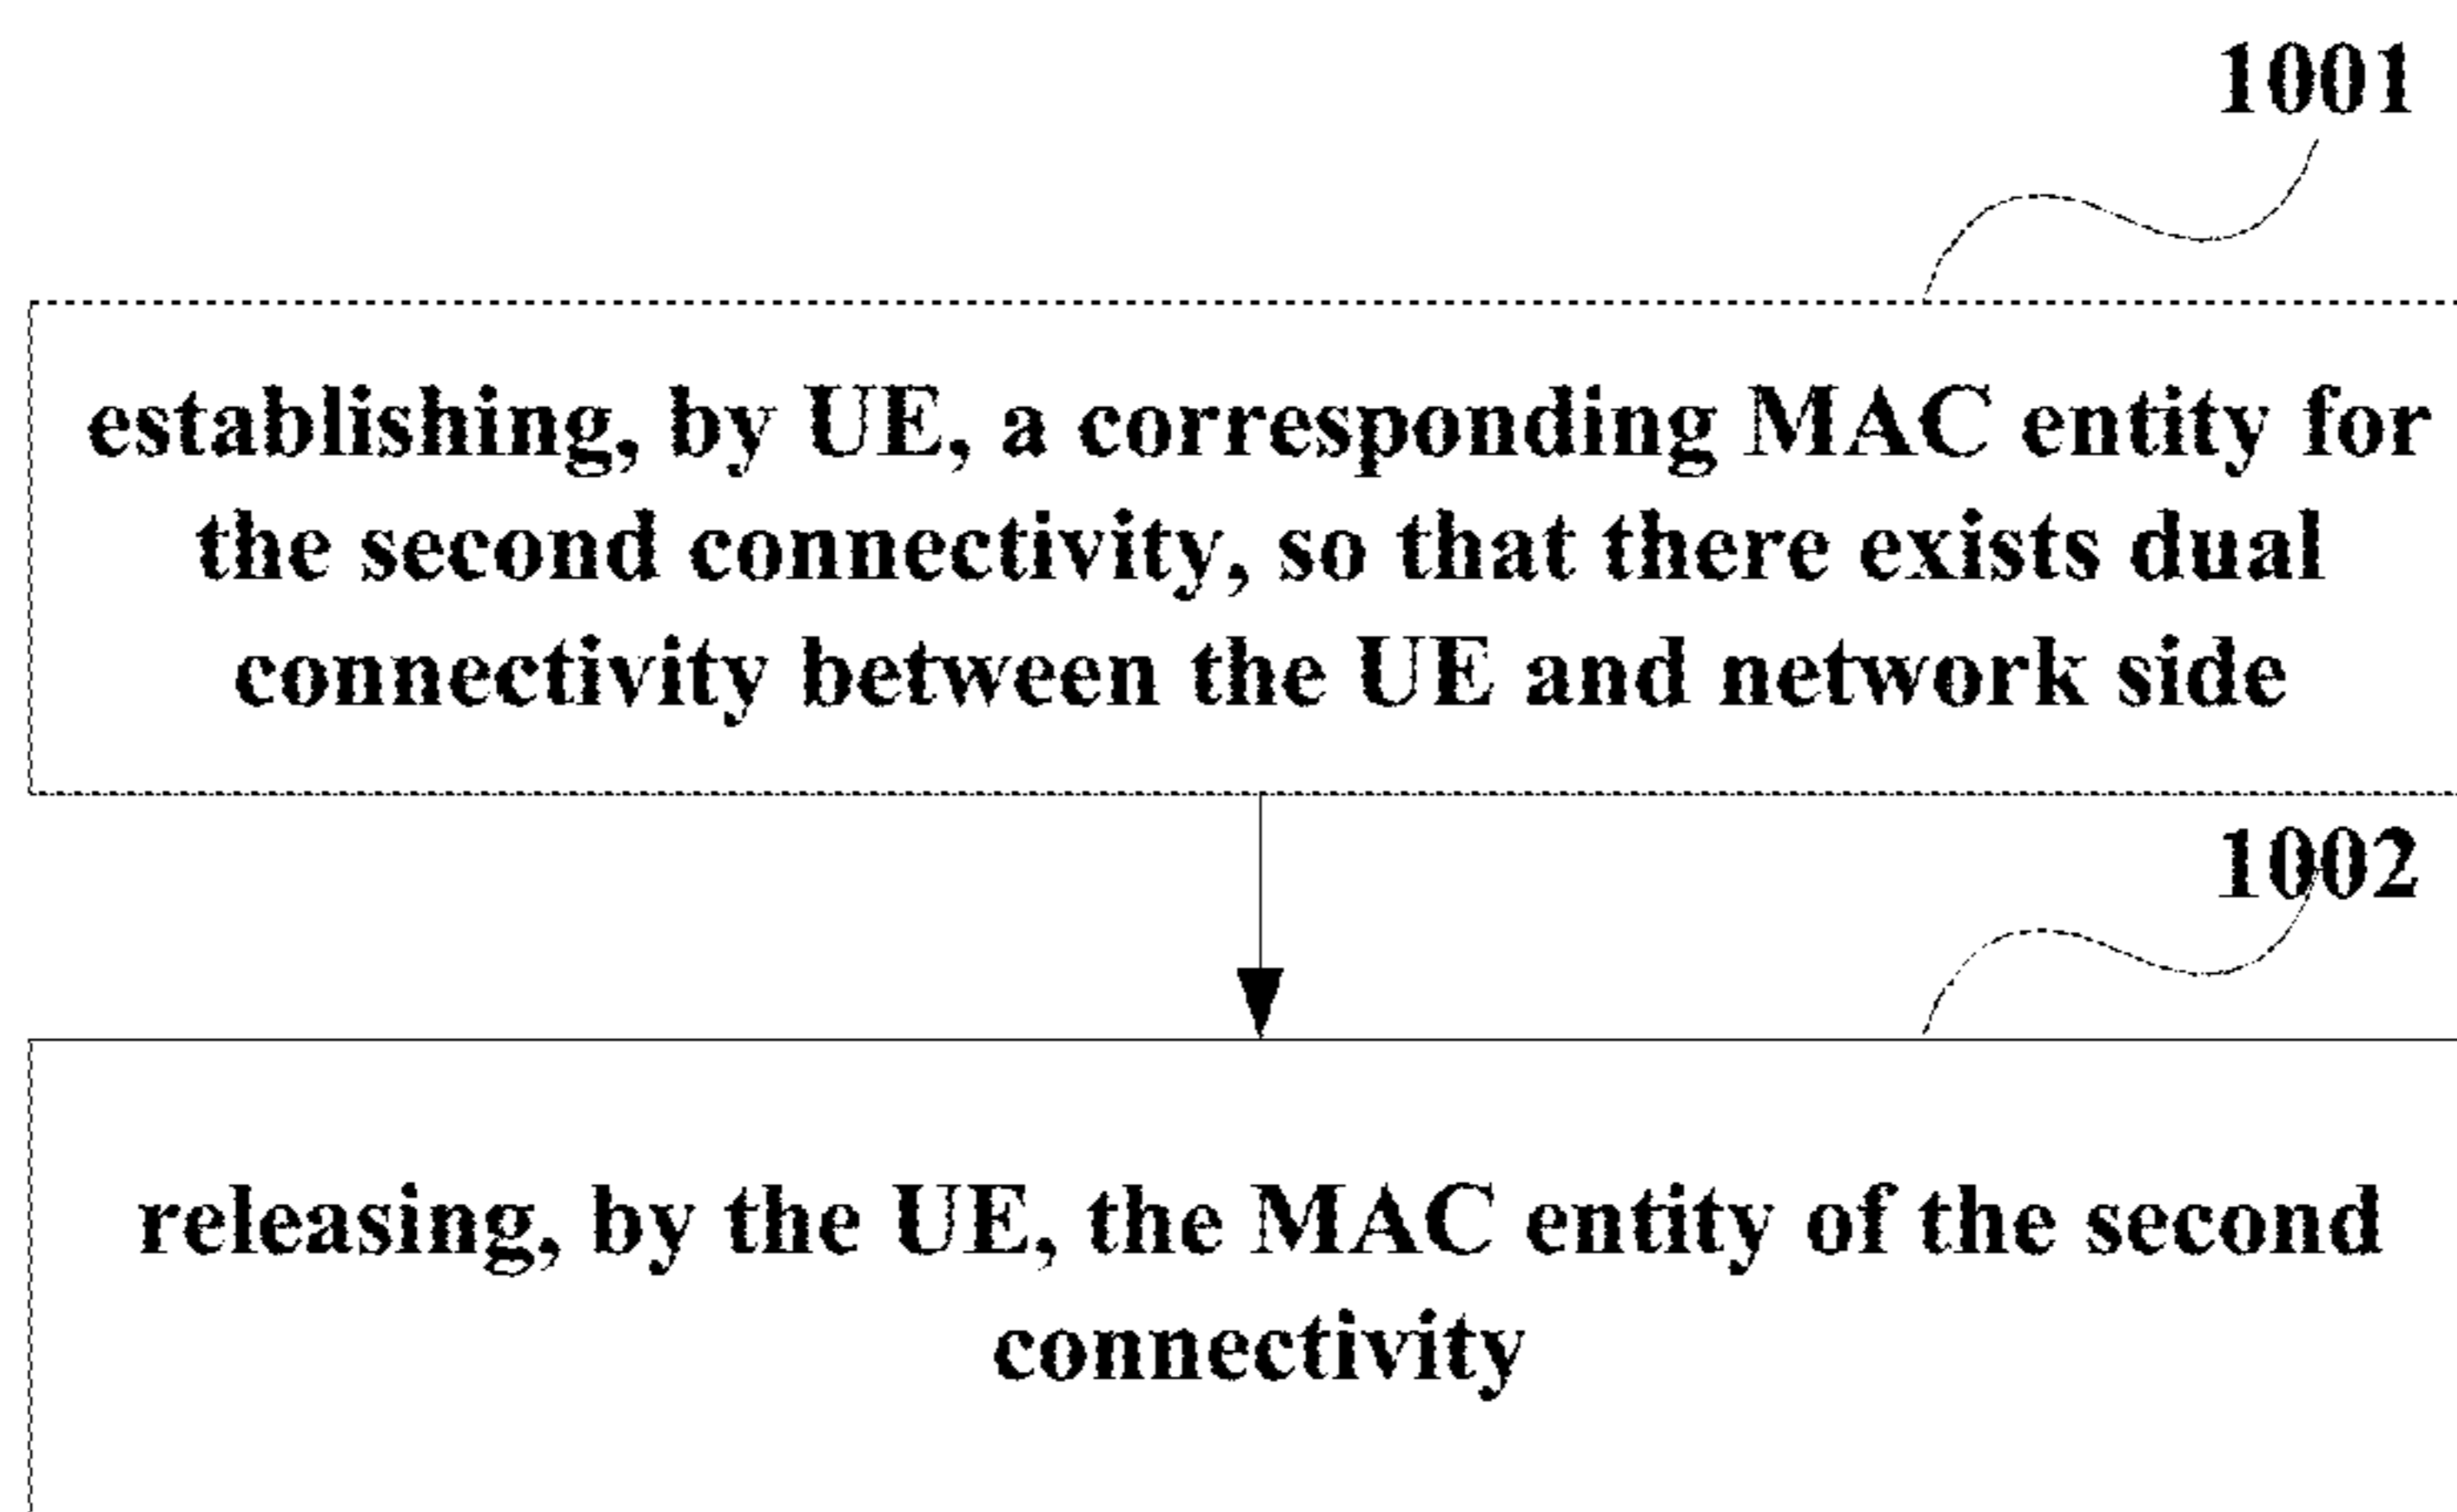 1001
establishing, by UE, a corresponding MAC entity for
the second connectivity, so that there exists dual
connectivity between the UE and network side
1002
releasing, by the UE, the MAC entity of the second
connectivity